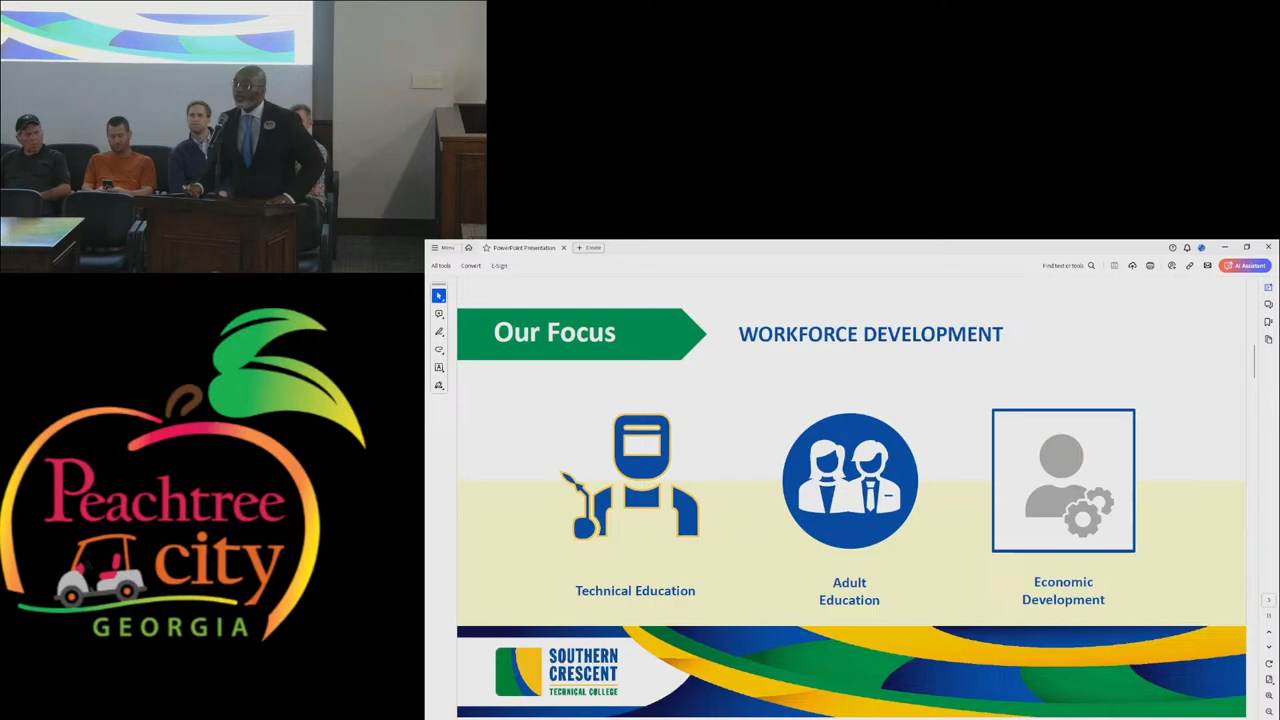 Menu
PowerPoint Presentation
Create
All tools
Convert
E-Sign
Find text or tools
AI Assistant
Our Focus
WORKFORCE DEVELOPMENT
Technical Education
Adult
Education
Economic
Development
SOUTHERN
CRESCENT
TECHNICAL COLLEGE
Peachtree
city
GEORGIA